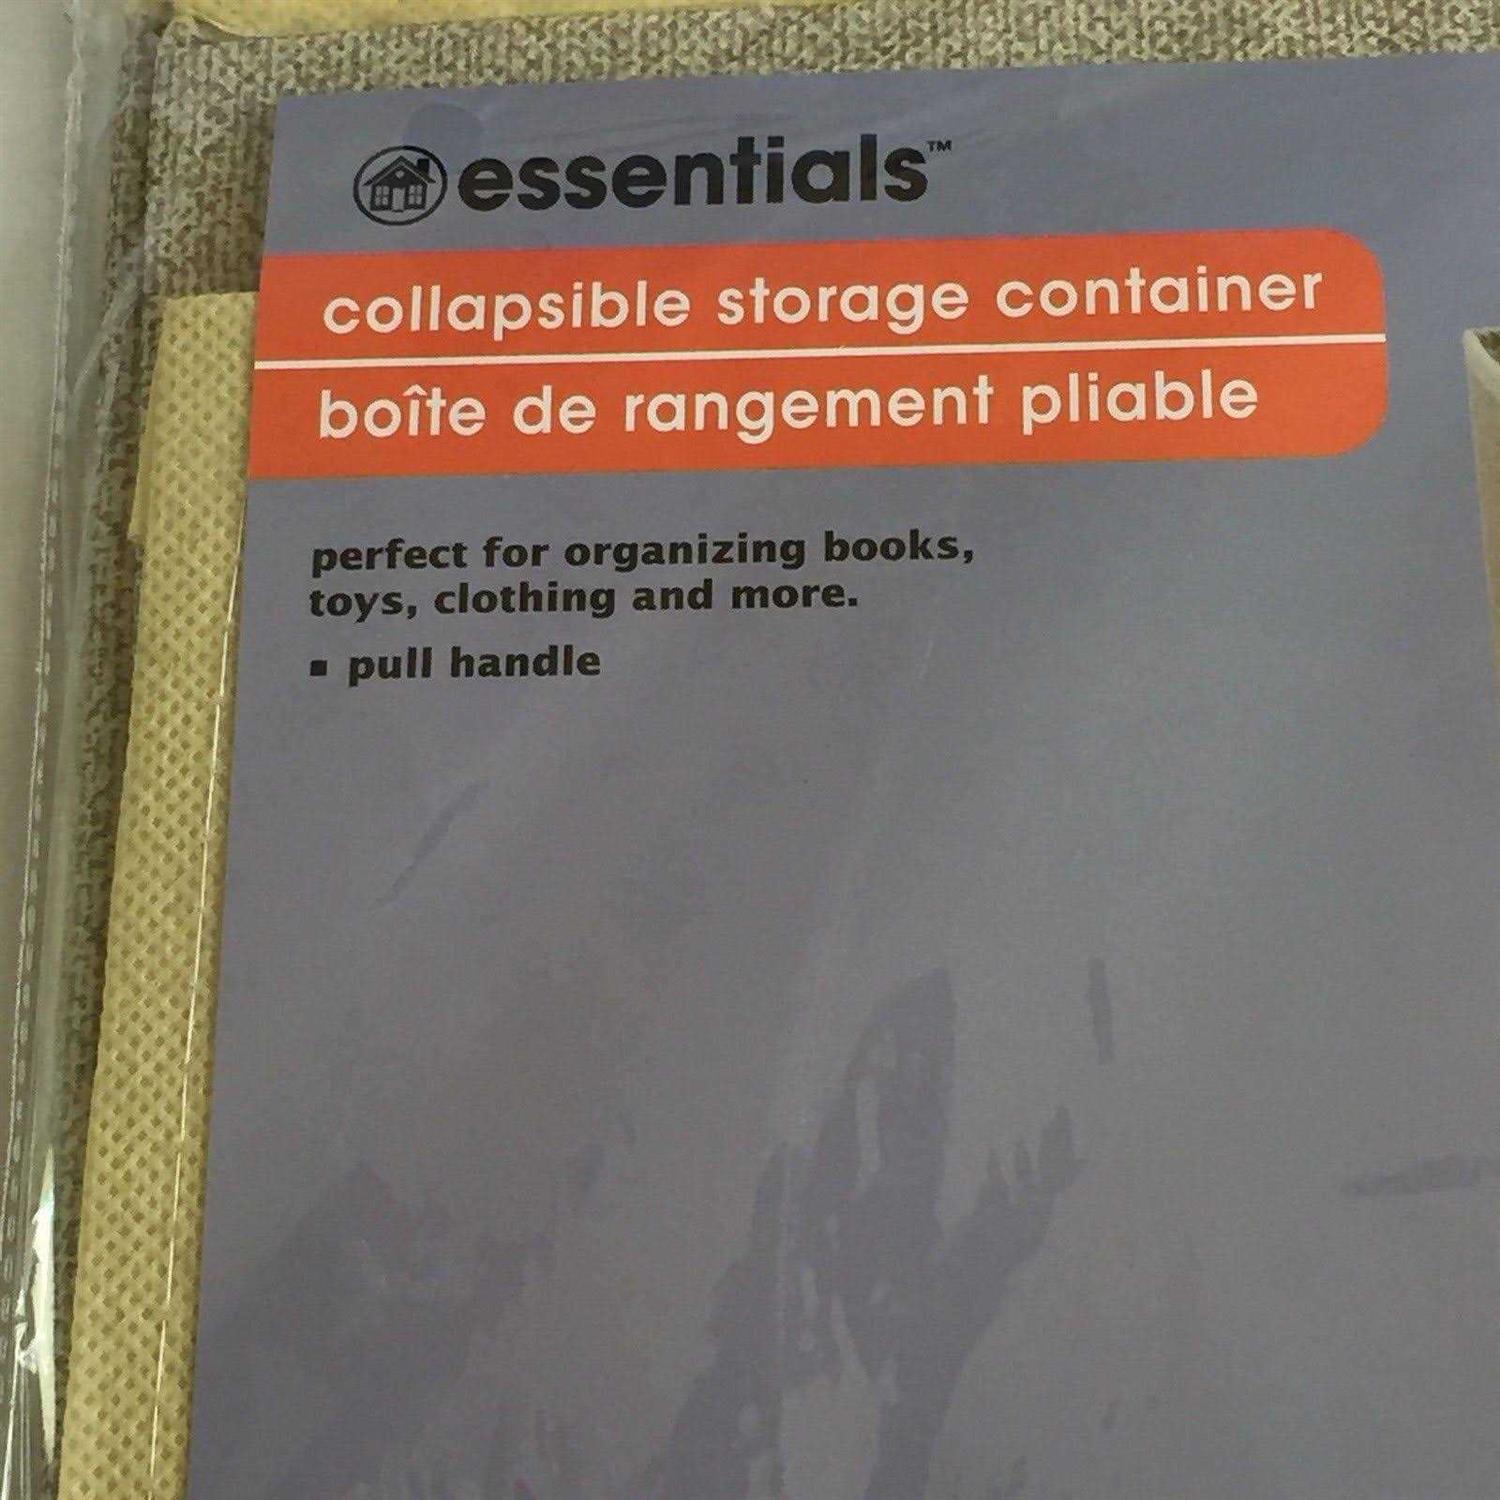 essentials™
collapsible storage container
boîte de rangement pliable
perfect for organizing books,
toys, clothing and more.
▪ pull handle